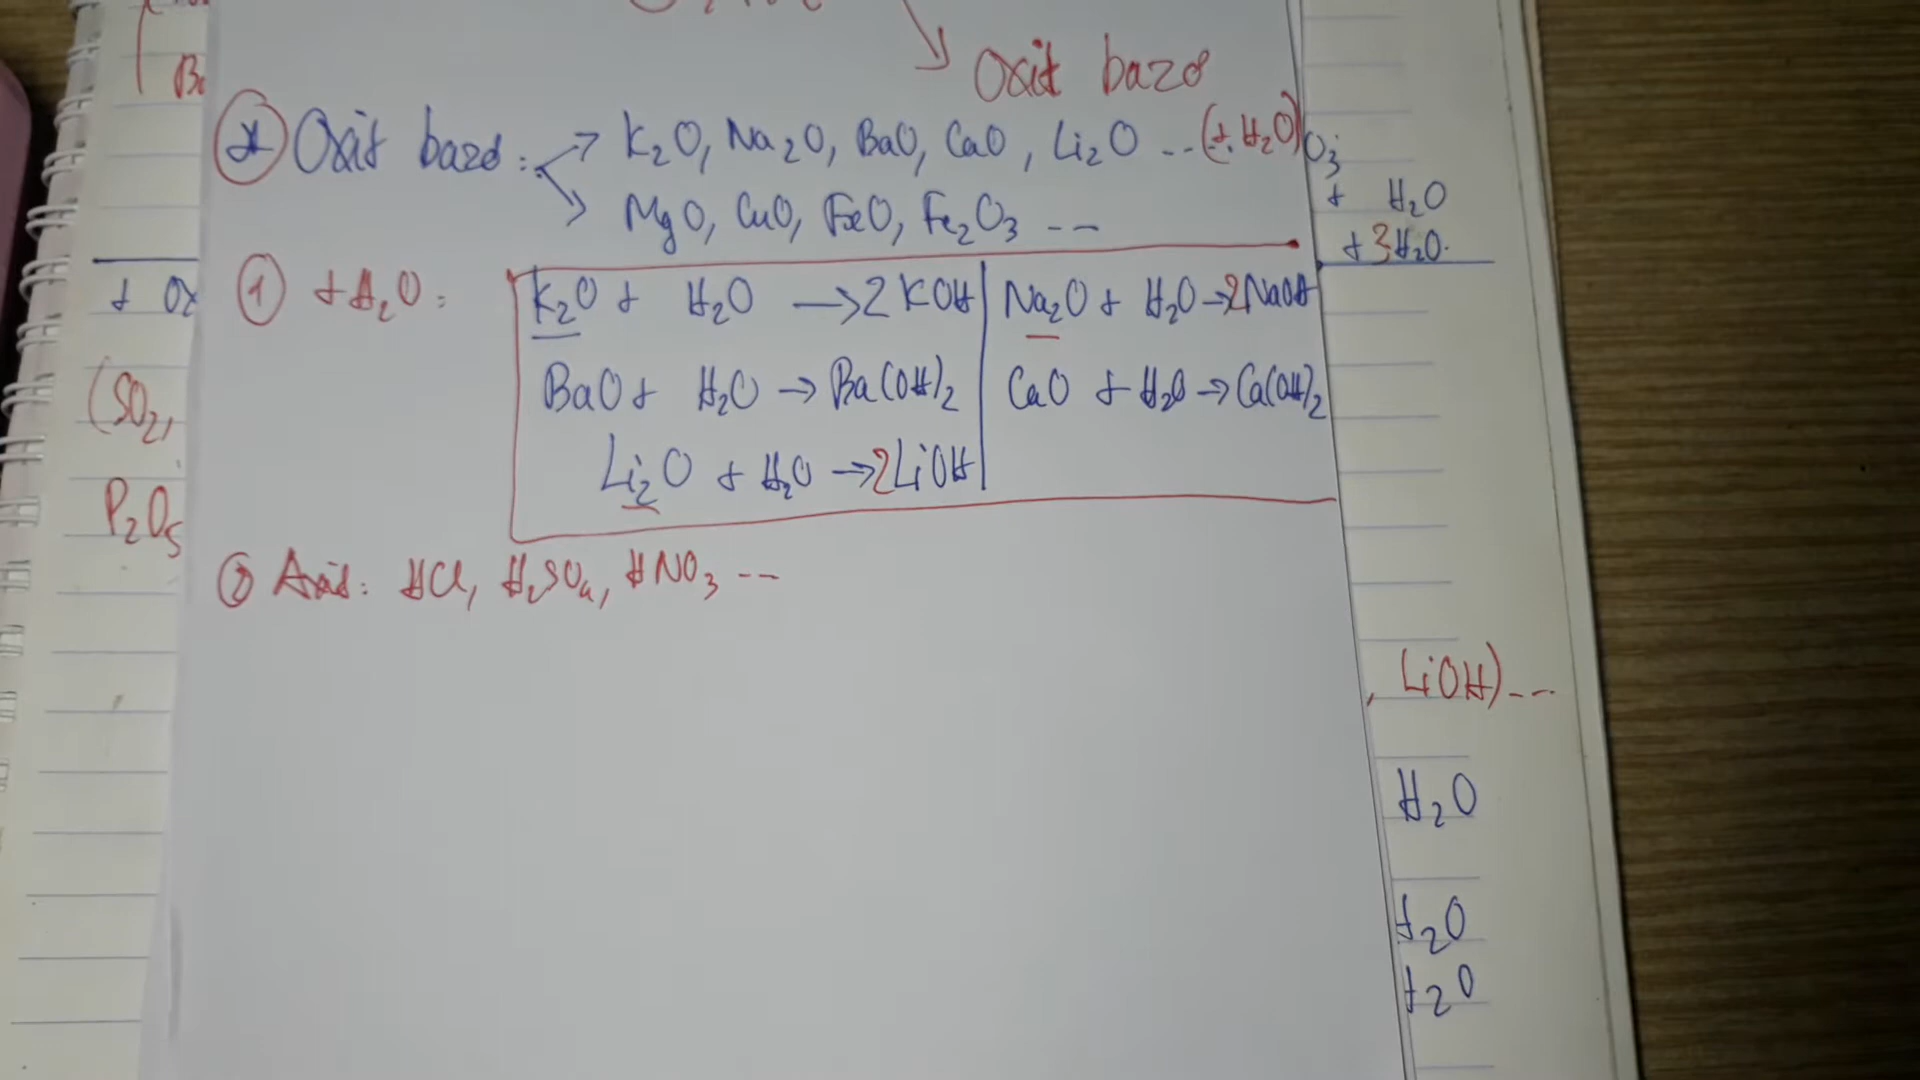 Oxit bazơ
* Oxit bazơ: → K₂O, Na₂O, BaO, CaO, Li₂O ... (+ H₂O)
→ MgO, CuO, FeO, Fe₂O₃ ---
① + H₂O:
K₂O + H₂O → 2KOH | Na₂O + H₂O → 2NaOH
BaO + H₂O → Ba(OH)₂ | CaO + H₂O → Ca(OH)₂
Li₂O + H₂O → 2LiOH
② Axit: HCl, H₂SO₄, HNO₃ ---
O₃
+ H₂O
+ 3H₂O.
, LiOH) ---
H₂O
H₂O
H₂O
+ Ox
(SO₂,
P₂O₅